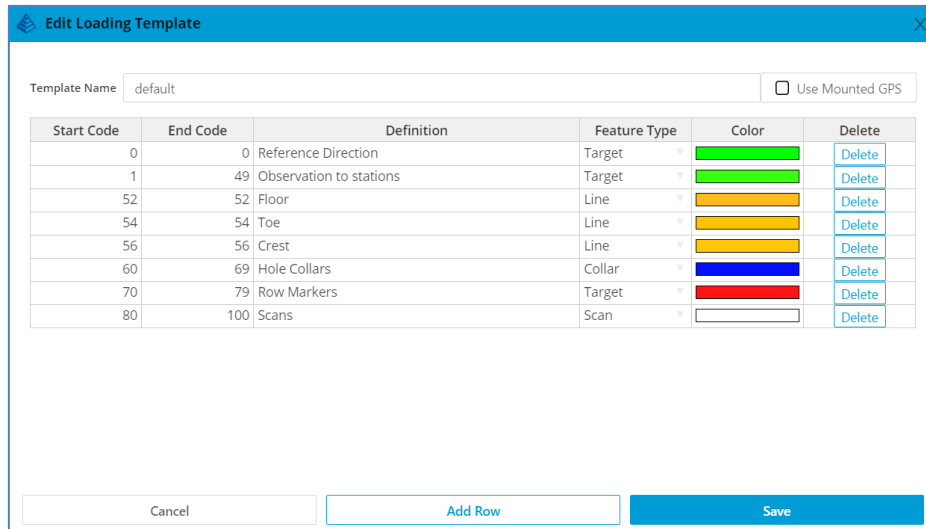 Edit Loading Template X
Template Name default Use Mounted GPS
Start Code End Code Definition Feature Type Color Delete
0 0 Reference Direction Target Delete
1 49 Observation to stations Target Delete
52 52 Floor Line Delete
54 54 Toe Line Delete
56 56 Crest Line Delete
60 69 Hole Collars Collar Delete
70 79 Row Markers Target Delete
80 100 Scans Scan Delete
Cancel Add Row Save